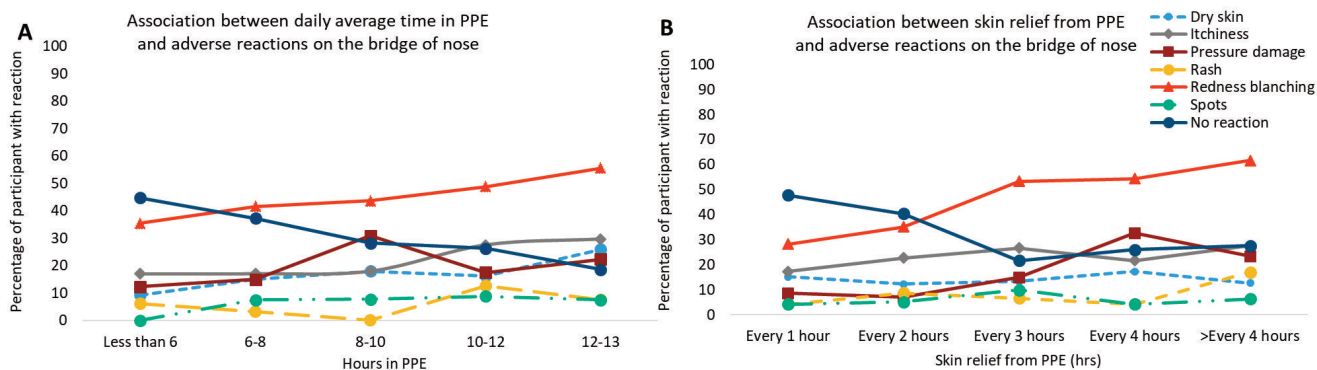 A
Association between daily average time in PPE
and adverse reactions on the bridge of nose
Percentage of participant with reaction
100
90
80
70
60
50
40
30
20
10
0
Less than 6
6-8
8-10
10-12
12-13
Hours in PPE
B
Association between skin relief from PPE
and adverse reactions on the bridge of nose
Dry skin
Itchiness
Pressure damage
Rash
Redness blanching
Spots
No reaction
Percentage of participant with reaction
100
90
80
70
60
50
40
30
20
10
0
Every 1 hour
Every 2 hours
Every 3 hours
Every 4 hours
>Every 4 hours
Skin relief from PPE (hrs)